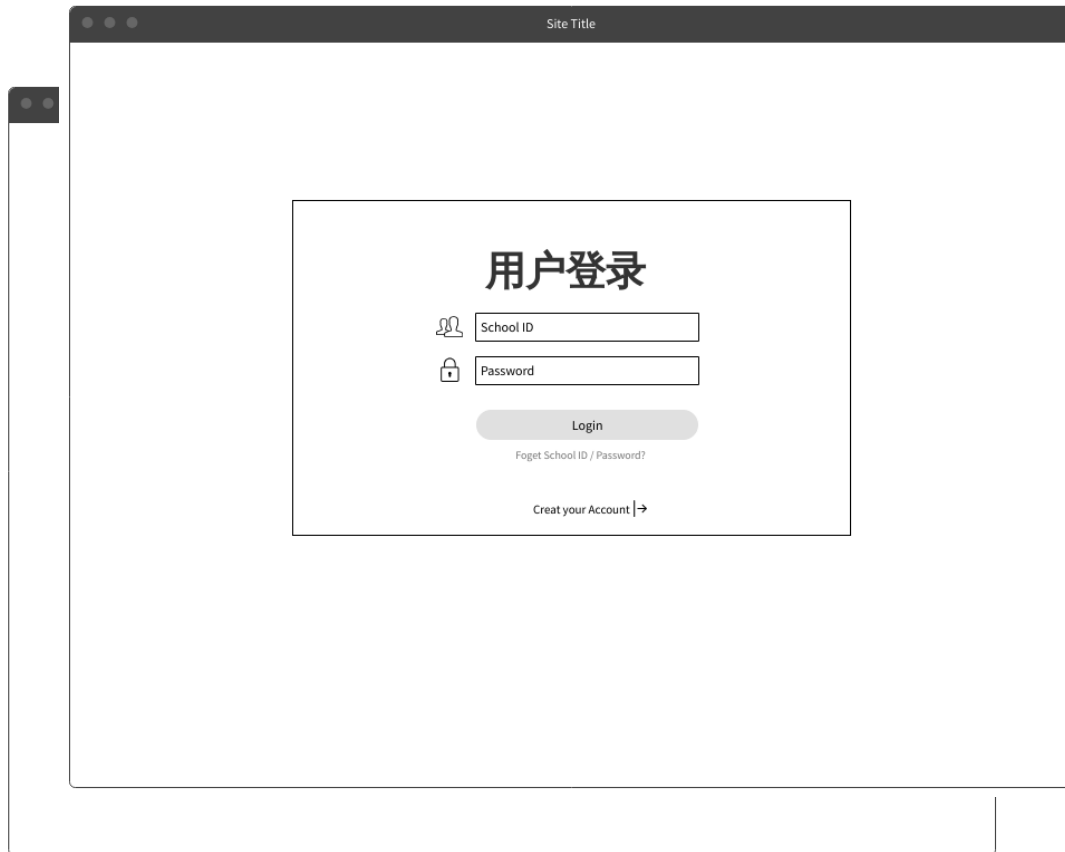 Site Title
用户登录
School ID
Password
Login
Foget School ID / Password?
Creat your Account